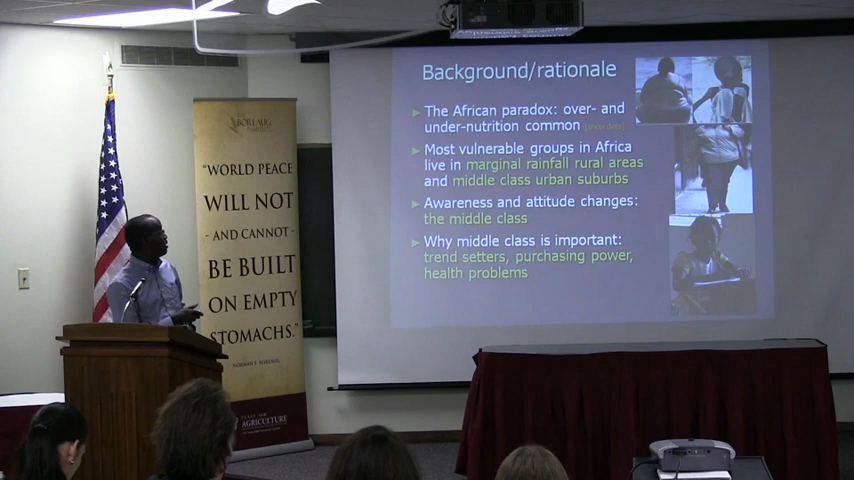 THE
BORLAUG
"WORLD PEACE
WILL NOT
- AND CANNOT -
BE BUILT
ON EMPTY
STOMACHS."
NORMAN E. BORLAUG
TEXAS A&M
AGRICULTURE
Background/rationale
The African paradox: over- and
under-nutrition common
Most vulnerable groups in Africa
live in marginal rainfall rural areas
and middle class urban suburbs
Awareness and attitude changes:
the middle class
Why middle class is important:
trend setters, purchasing power,
health problems